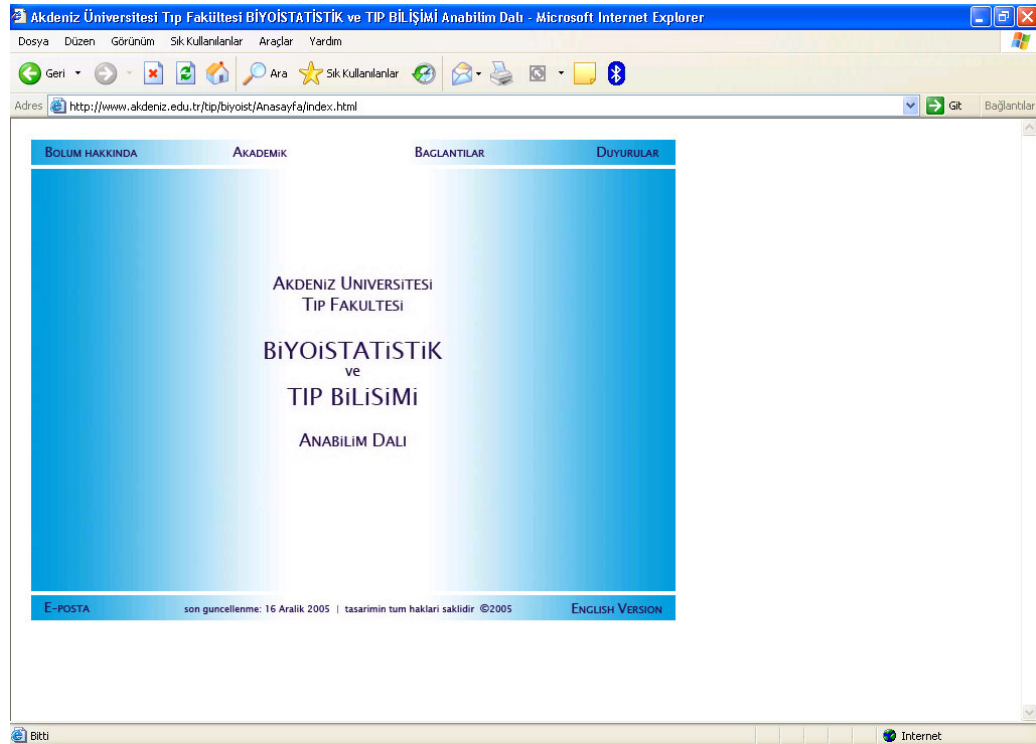 Akdeniz Üniversitesi Tıp Fakültesi BİYOİSTATİSTİK ve TIP BİLİŞİMİ Anabilim Dalı - Microsoft Internet Explorer
Dosya Düzen Görünüm Sık Kullanılanlar Araçlar Yardım
Geri Ara Sık Kullanılanlar
Adres http://www.akdeniz.edu.tr/tip/biyoist/Anasayfa/index.html Git Bağlantılar
BOLUM HAKKINDA AKADEMiK BAGLANTILAR DUYURULAR
AKDENiZ UNIVERSiTESi
TIP FAKULTESi
BiYOiSTATiSTiK
ve
TIP BiLiSiMi
ANABiLiM DALI
E-POSTA son guncellenme: 16 Aralik 2005 | tasarimin tum haklari saklidir ©2005 ENGLISH VERSION
Bitti Internet